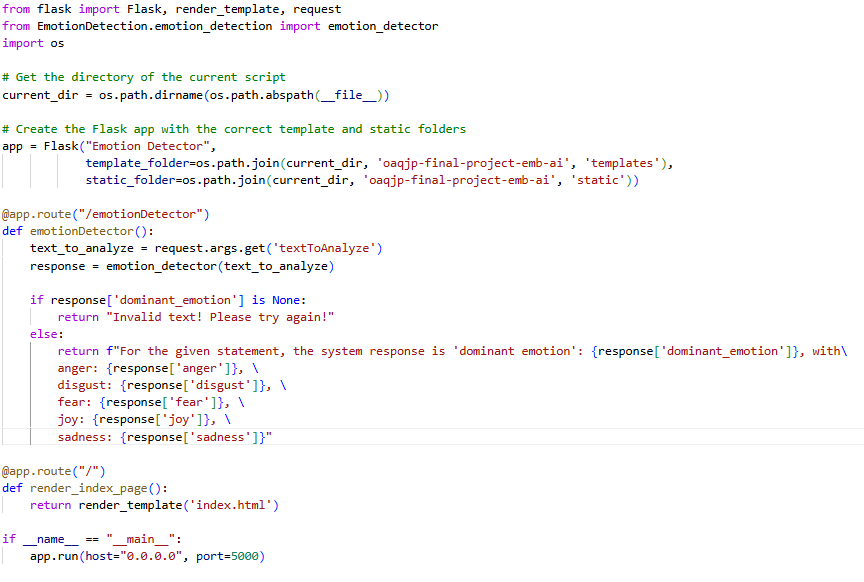 from flask import Flask, render_template, request
from EmotionDetection.emotion_detection import emotion_detector
import os
# Get the directory of the current script
current_dir = os.path.dirname(os.path.abspath(__file__))
# Create the Flask app with the correct template and static folders
app = Flask("Emotion Detector",
            template_folder=os.path.join(current_dir, 'oaqjp-final-project-emb-ai', 'templates'),
            static_folder=os.path.join(current_dir, 'oaqjp-final-project-emb-ai', 'static'))
@app.route("/emotionDetector")
def emotionDetector():
    text_to_analyze = request.args.get('textToAnalyze')
    response = emotion_detector(text_to_analyze)
    if response['dominant_emotion'] is None:
        return "Invalid text! Please try again!"
    else:
        return f"For the given statement, the system response is 'dominant emotion': {response['dominant_emotion']}, with\
        anger: {response['anger']}, \
        disgust: {response['disgust']}, \
        fear: {response['fear']}, \
        joy: {response['joy']}, \
        sadness: {response['sadness']}"
@app.route("/")
def render_index_page():
    return render_template('index.html')
if __name__ == "__main__":
    app.run(host="0.0.0.0", port=5000)